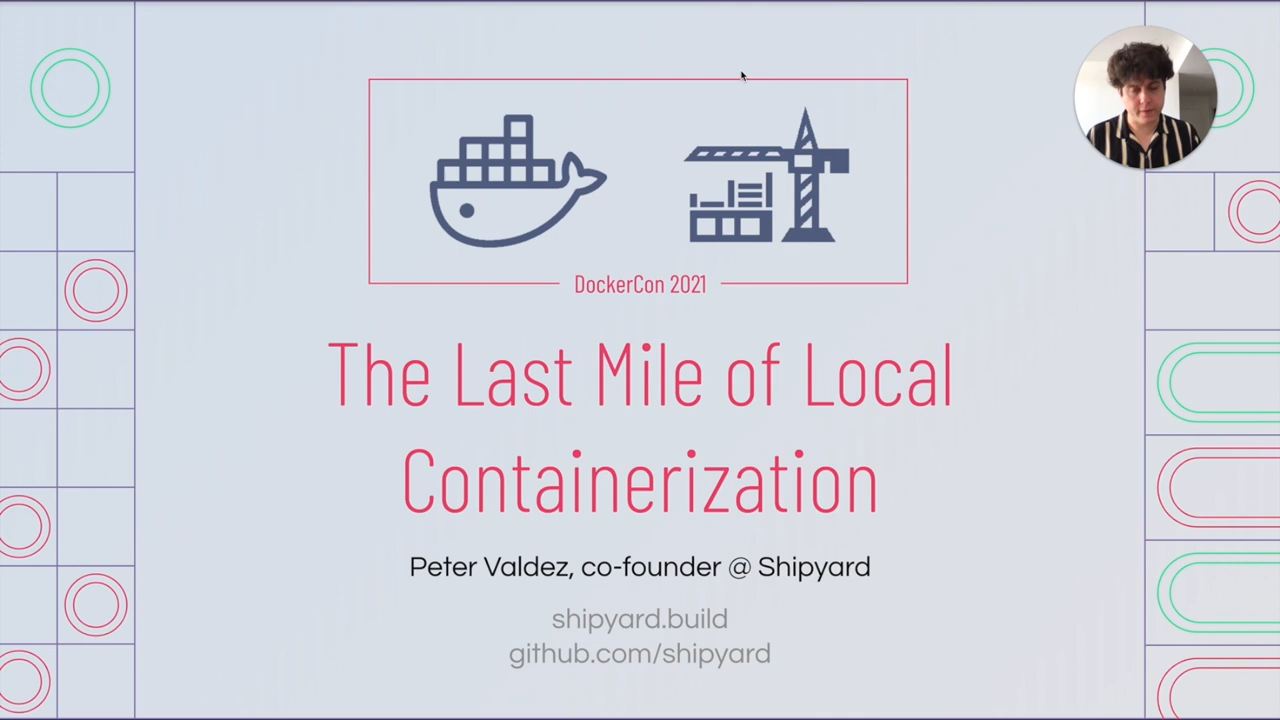 DockerCon 2021
The Last Mile of Local
Containerization
Peter Valdez, co-founder @ Shipyard
shipyard.build
github.com/shipyard